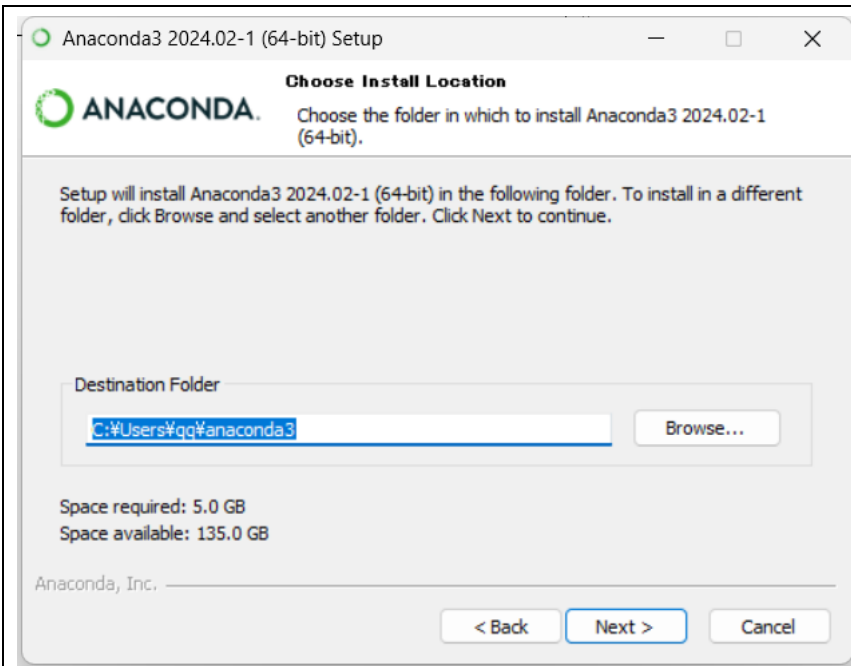 Anaconda3 2024.02-1 (64-bit) Setup
Choose Install Location
ANACONDA.
Choose the folder in which to install Anaconda3 2024.02-1
(64-bit).
Setup will install Anaconda3 2024.02-1 (64-bit) in the following folder. To install in a different
folder, click Browse and select another folder. Click Next to continue.
Destination Folder
C:¥Users¥qq¥anaconda3
Browse...
Space required: 5.0 GB
Space available: 135.0 GB
Anaconda, Inc.
< Back
Next >
Cancel